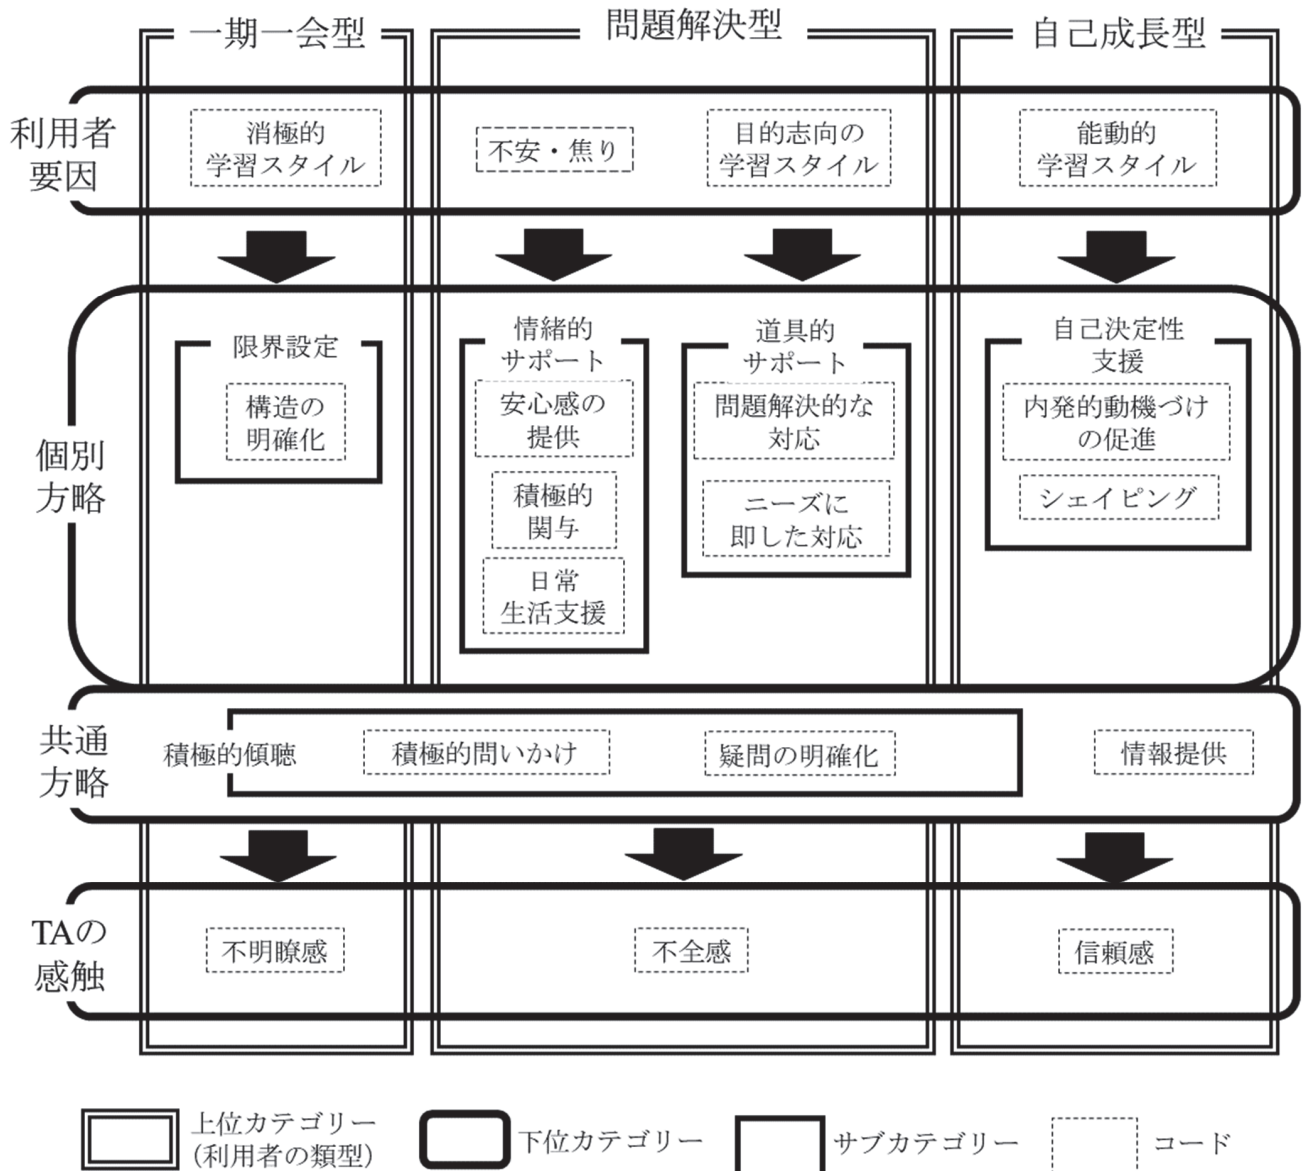 一期一会型
問題解決型
自己成長型
利用者
要因
消極的
学習スタイル
不安・焦り
目的志向の
学習スタイル
能動的
学習スタイル
個別
方略
限界設定
構造の
明確化
情緒的
サポート
安心感の
提供
積極的
関与
日常
生活支援
道具的
サポート
問題解決的な
対応
ニーズに
即した対応
自己決定性
支援
内発的動機づけ
の促進
シェイピング
共通
方略
積極的傾聴
積極的問いかけ
疑問の明確化
情報提供
TAの
感触
不明瞭感
不全感
信頼感
上位カテゴリー
(利用者の類型)
下位カテゴリー
サブカテゴリー
コード